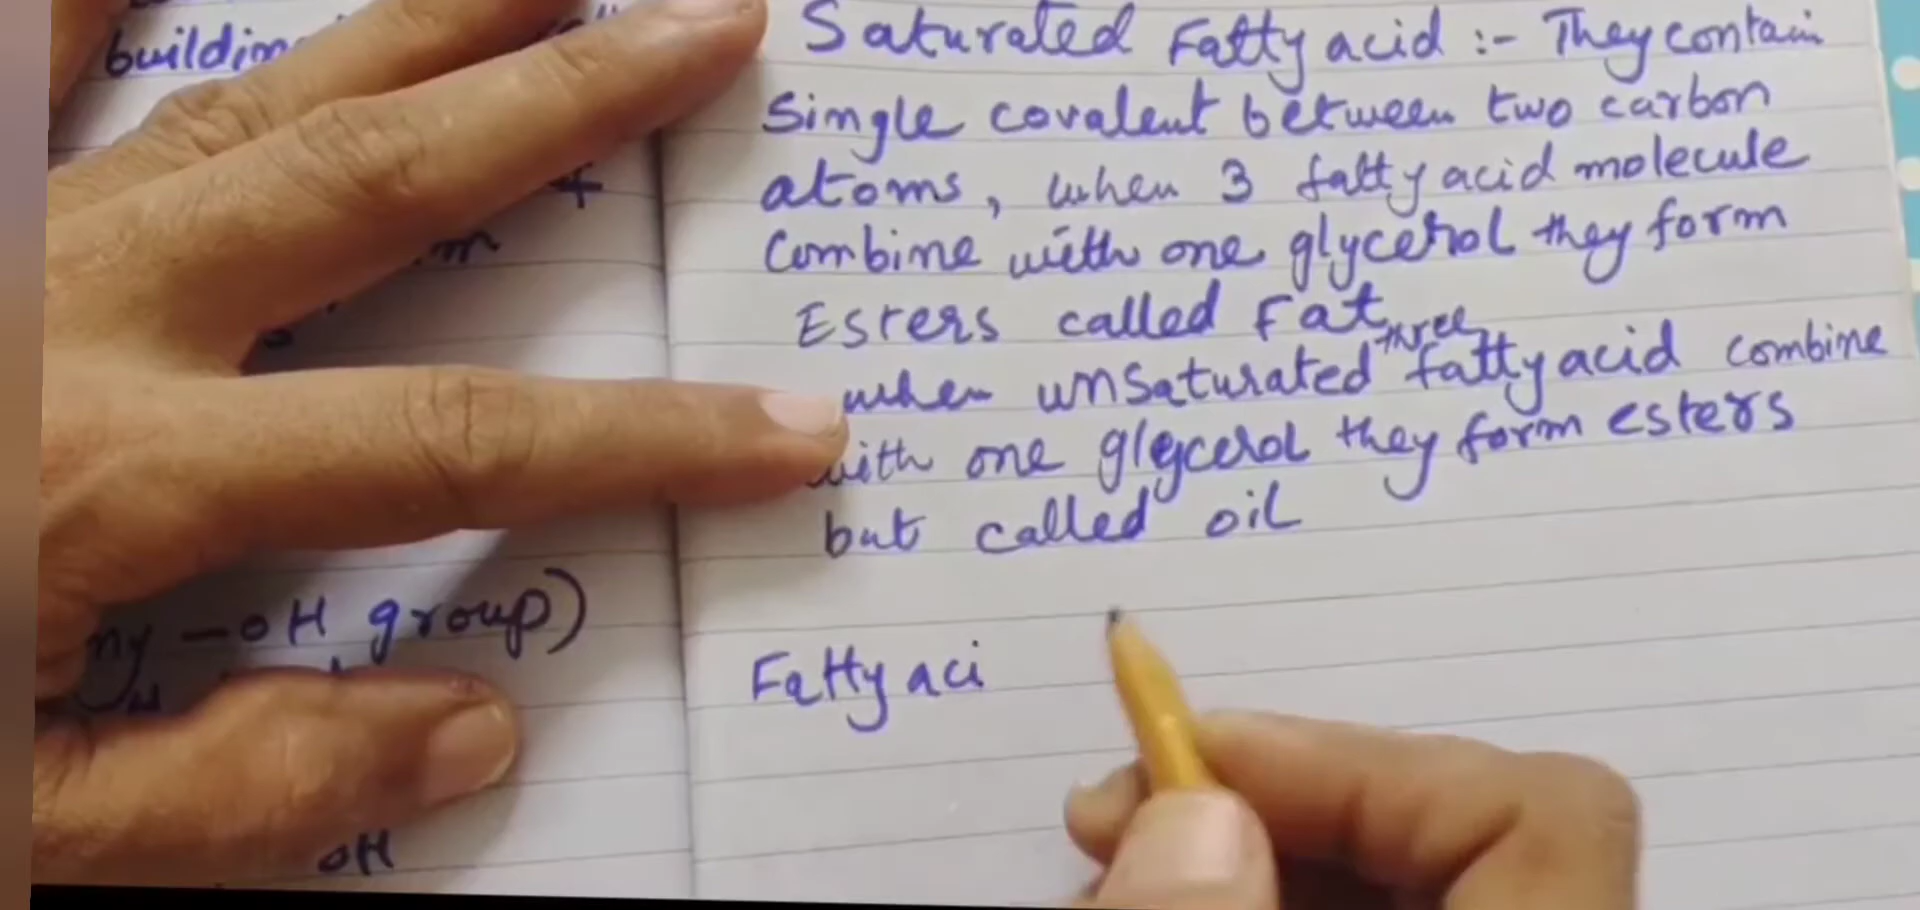 Saturated Fatty acid :- They contain
Single covalent between two carbon
atoms, when 3 fatty acid molecule
combine with one glycerol they form
Esters called Fat
when unsaturated three fatty acid combine
with one glycerol they form esters
but called oil
Fatty aci
-OH group)
OH